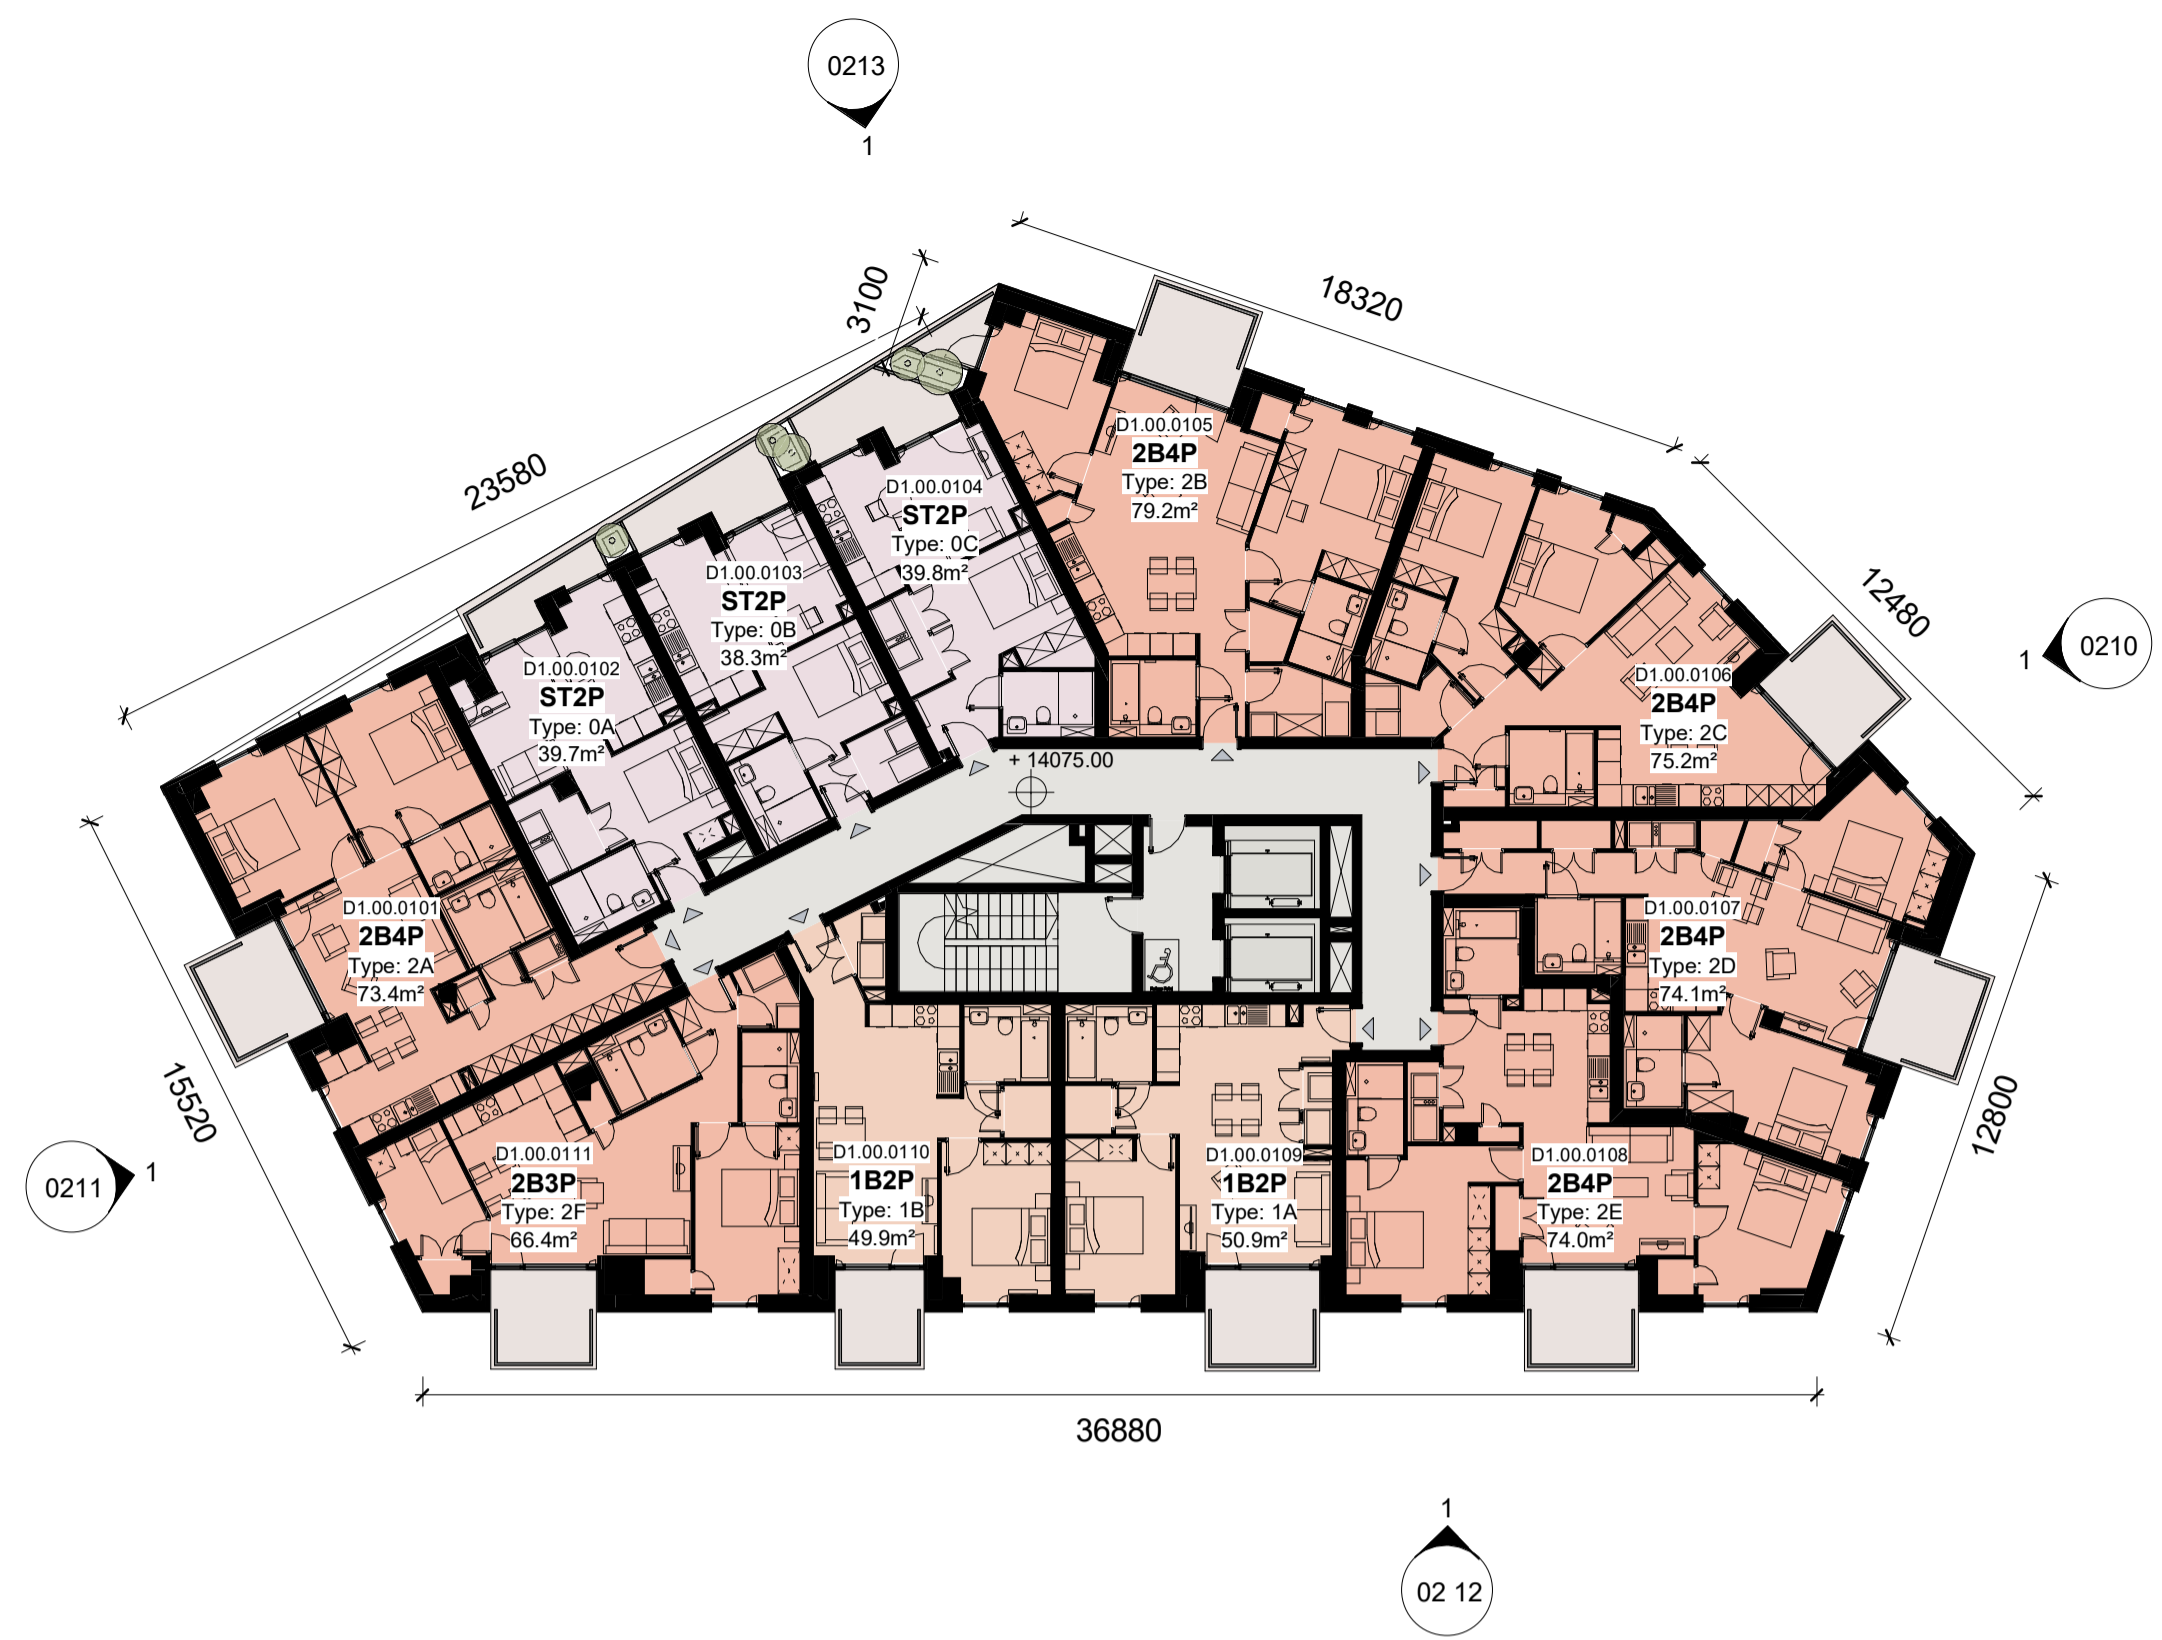 0213
1
18320
3100
23580
12480
0210
1
D1.00.0105
2B4P
Type: 2B
79.2m²
D1.00.0104
ST2P
Type: 0C
39.8m²
D1.00.0103
ST2P
Type: 0B
38.3m²
D1.00.0102
ST2P
Type: 0A
39.7m²
D1.00.0106
2B4P
Type: 2C
75.2m²
+ 14075.00
D1.00.0101
2B4P
Type: 2A
73.4m²
D1.00.0107
2B4P
Type: 2D
74.1m²
15520
12800
0211
1
D1.00.0111
2B3P
Type: 2F
66.4m²
D1.00.0110
1B2P
Type: 1B
49.9m²
D1.00.0109
1B2P
Type: 1A
50.9m²
D1.00.0108
2B4P
Type: 2E
74.0m²
36880
1
02 12